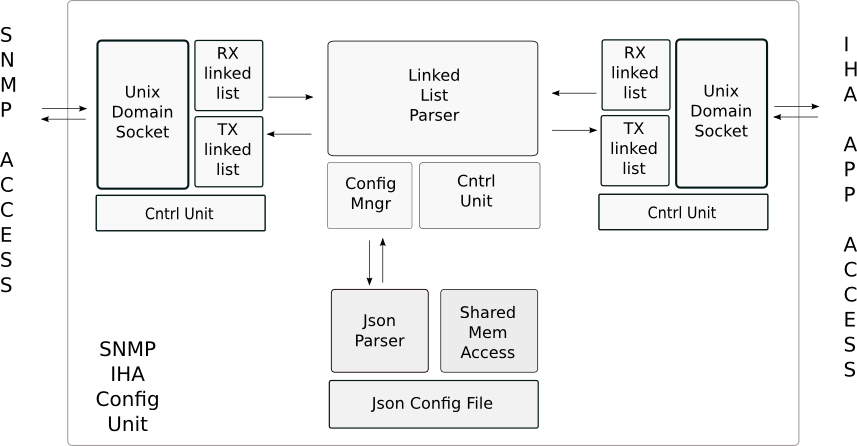 SNMP ACCESS
Unix
Domain
Socket
RX
linked
list
TX
linked
list
Cntrl Unit
Linked
List
Parser
Config
Mngr
Cntrl
Unit
RX
linked
list
TX
linked
list
Unix
Domain
Socket
Cntrl Unit
IHA APP ACCESS
Json
Parser
Shared
Mem
Access
Json Config File
SNMP
IHA
Config
Unit